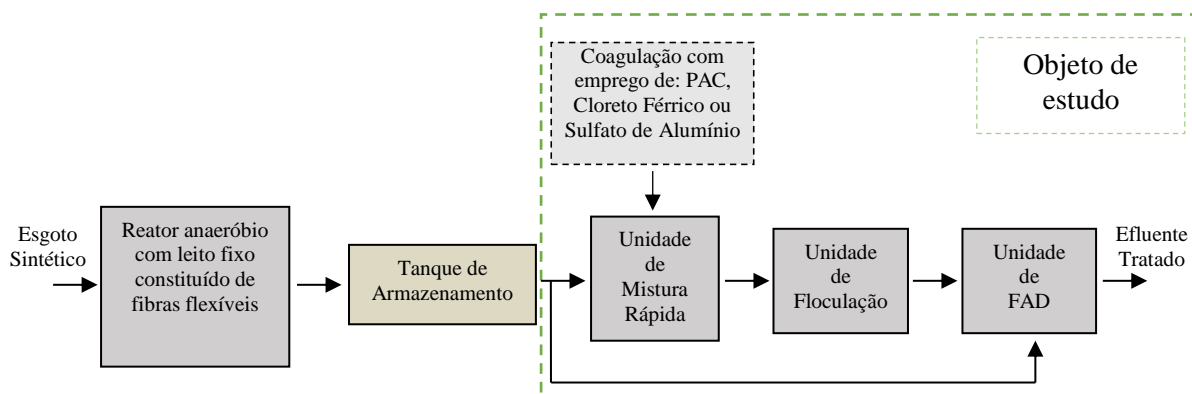 Coagulação com
emprego de: PAC,
Cloreto Férrico ou
Sulfato de Alumínio
Objeto de
estudo
Esgoto
Sintético
Reator anaeróbio
com leito fixo
constituído de
fibras flexíveis
Tanque de
Armazenamento
Unidade
de
Mistura
Rápida
Unidade
de
Floculação
Unidade
de
FAD
Efluente
Tratado